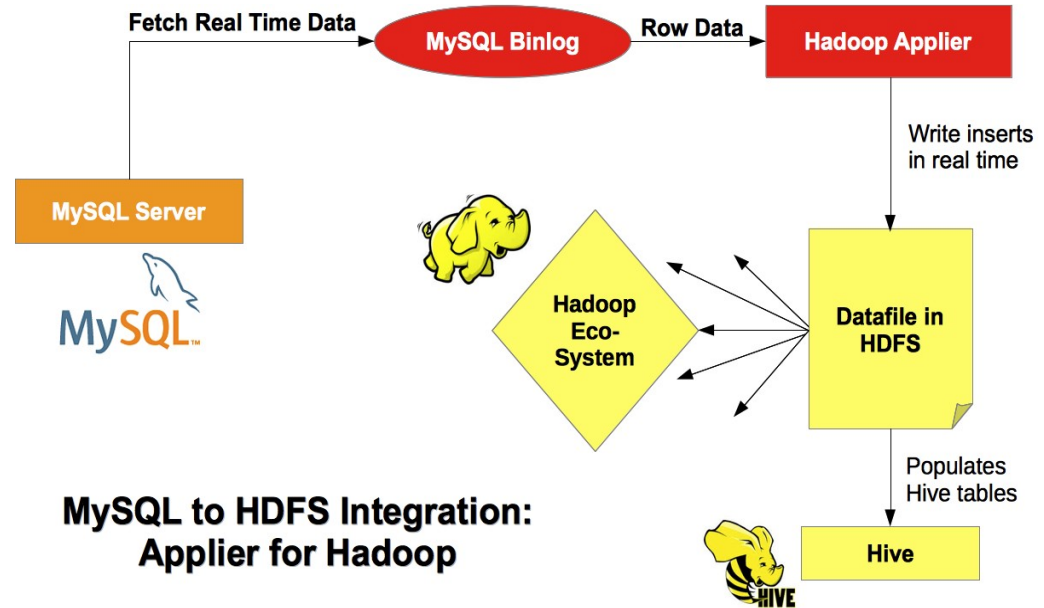 Fetch Real Time Data
MySQL Binlog
Row Data
Hadoop Applier
Write inserts
in real time
MySQL Server
MySQL™
Hadoop
Eco-
System
Datafile in
HDFS
Populates
Hive tables
MySQL to HDFS Integration:
Applier for Hadoop
Hive
HIVE